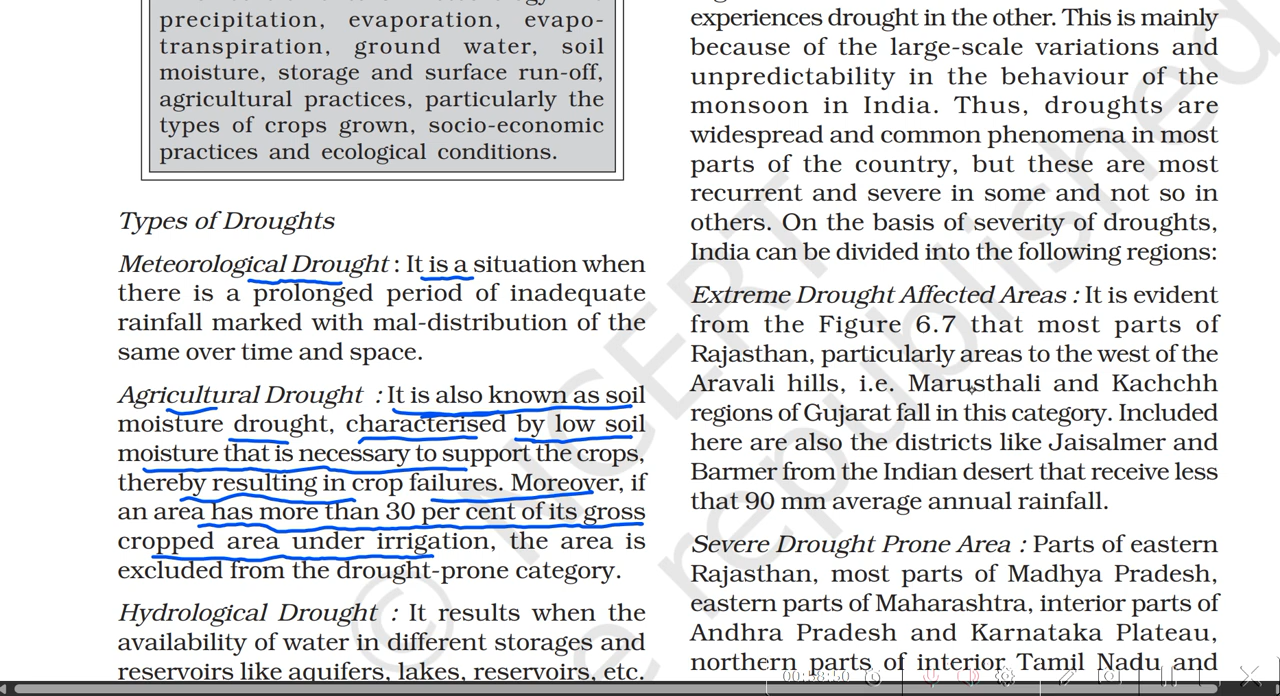 precipitation, evaporation, evapo-
transpiration, ground water, soil
moisture, storage and surface run-off,
agricultural practices, particularly the
types of crops grown, socio-economic
practices and ecological conditions.
Types of Droughts
Meteorological Drought : It is a situation when
there is a prolonged period of inadequate
rainfall marked with mal-distribution of the
same over time and space.
Agricultural Drought : It is also known as soil
moisture drought, characterised by low soil
moisture that is necessary to support the crops,
thereby resulting in crop failures. Moreover, if
an area has more than 30 per cent of its gross
cropped area under irrigation, the area is
excluded from the drought-prone category.
Hydrological Drought : It results when the
availability of water in different storages and
reservoirs like aquifers, lakes, reservoirs, etc.
experiences drought in the other. This is mainly
because of the large-scale variations and
unpredictability in the behaviour of the
monsoon in India. Thus, droughts are
widespread and common phenomena in most
parts of the country, but these are most
recurrent and severe in some and not so in
others. On the basis of severity of droughts,
India can be divided into the following regions:
Extreme Drought Affected Areas : It is evident
from the Figure 6.7 that most parts of
Rajasthan, particularly areas to the west of the
Aravali hills, i.e. Marusthali and Kachchh
regions of Gujarat fall in this category. Included
here are also the districts like Jaisalmer and
Barmer from the Indian desert that receive less
that 90 mm average annual rainfall.
Severe Drought Prone Area : Parts of eastern
Rajasthan, most parts of Madhya Pradesh,
eastern parts of Maharashtra, interior parts of
Andhra Pradesh and Karnataka Plateau,
northern parts of interior Tamil Nadu and
© NCERT
e republished